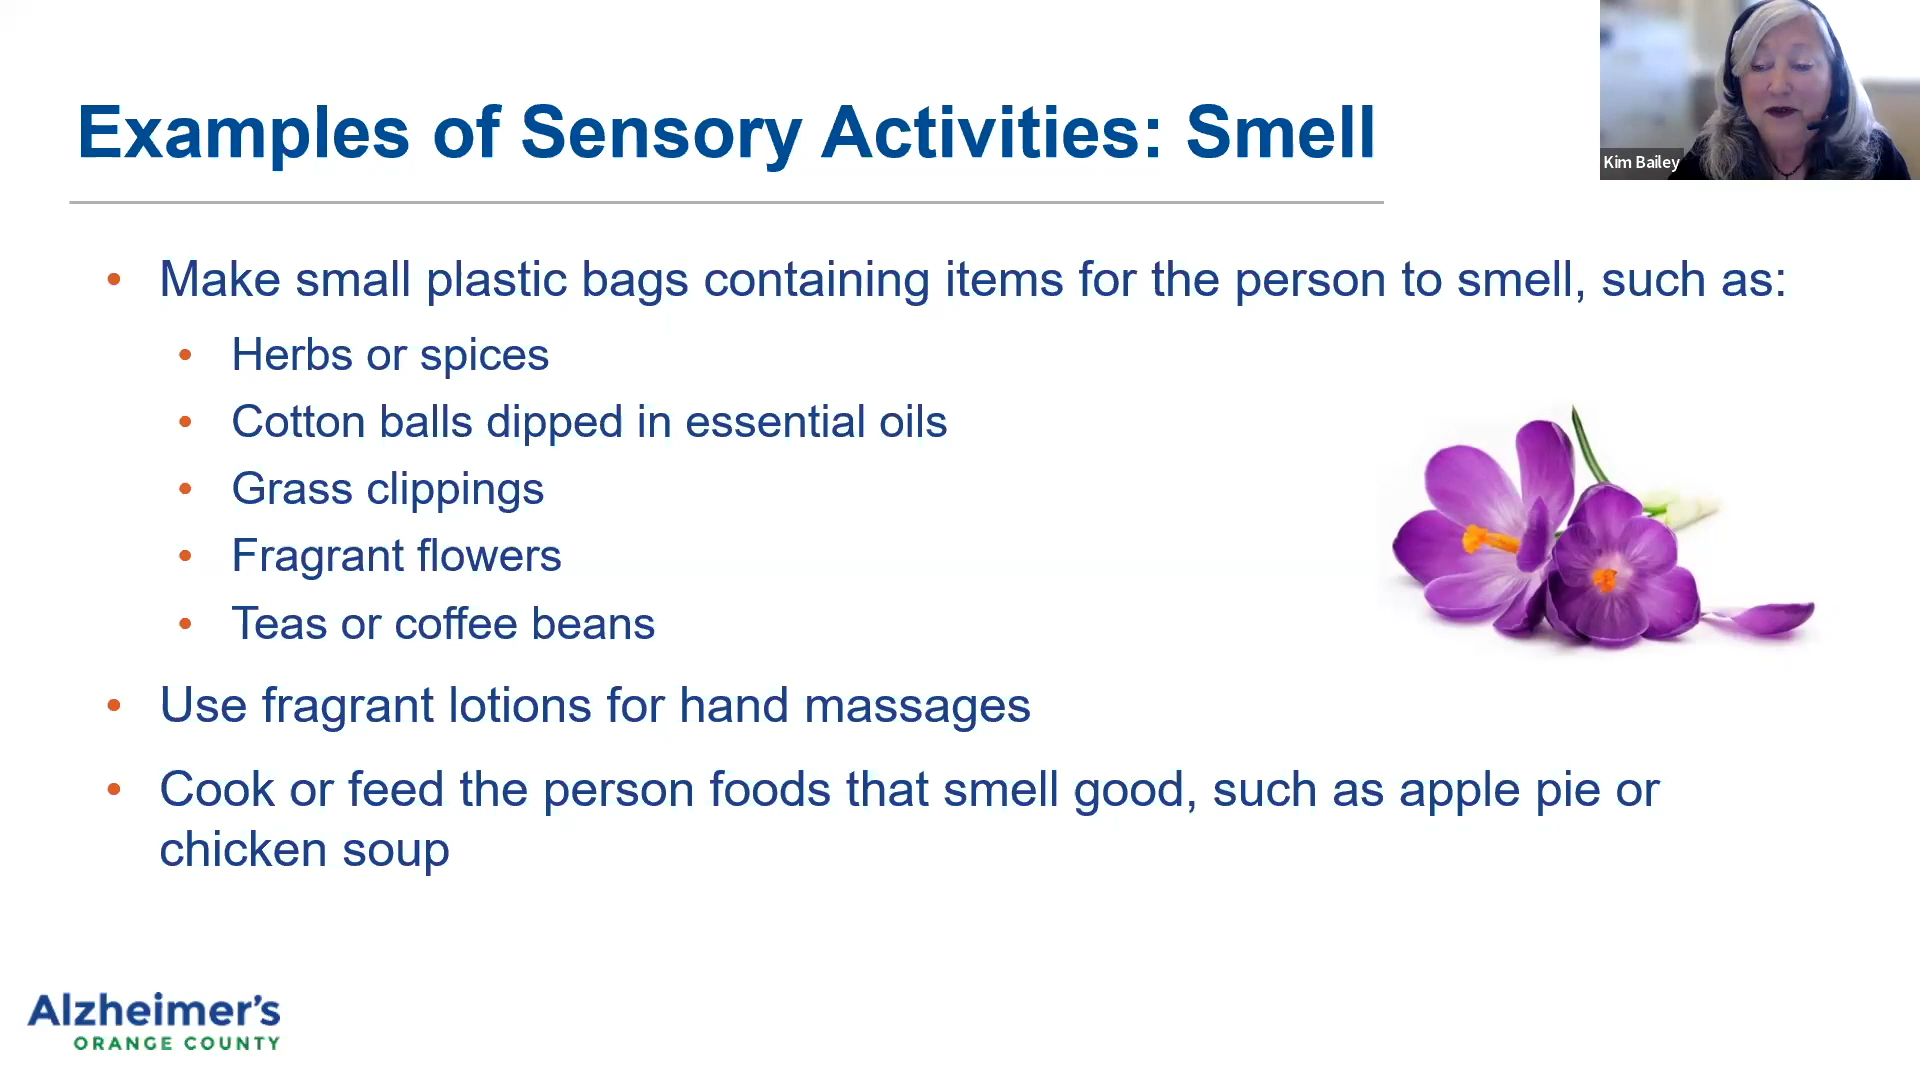 Examples of Sensory Activities: Smell
Kim Bailey
• Make small plastic bags containing items for the person to smell, such as:
• Herbs or spices
• Cotton balls dipped in essential oils
• Grass clippings
• Fragrant flowers
• Teas or coffee beans
• Use fragrant lotions for hand massages
• Cook or feed the person foods that smell good, such as apple pie or
chicken soup
Alzheimer's
ORANGE COUNTY